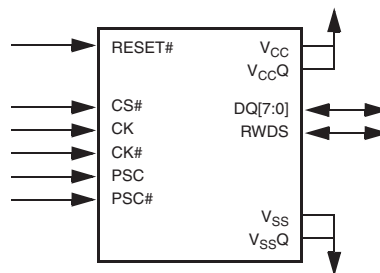 RESET#
CS#
CK
CK#
PSC
PSC#
VCC
VCCQ
DQ[7:0]
RWDS
VSS
VSSQ